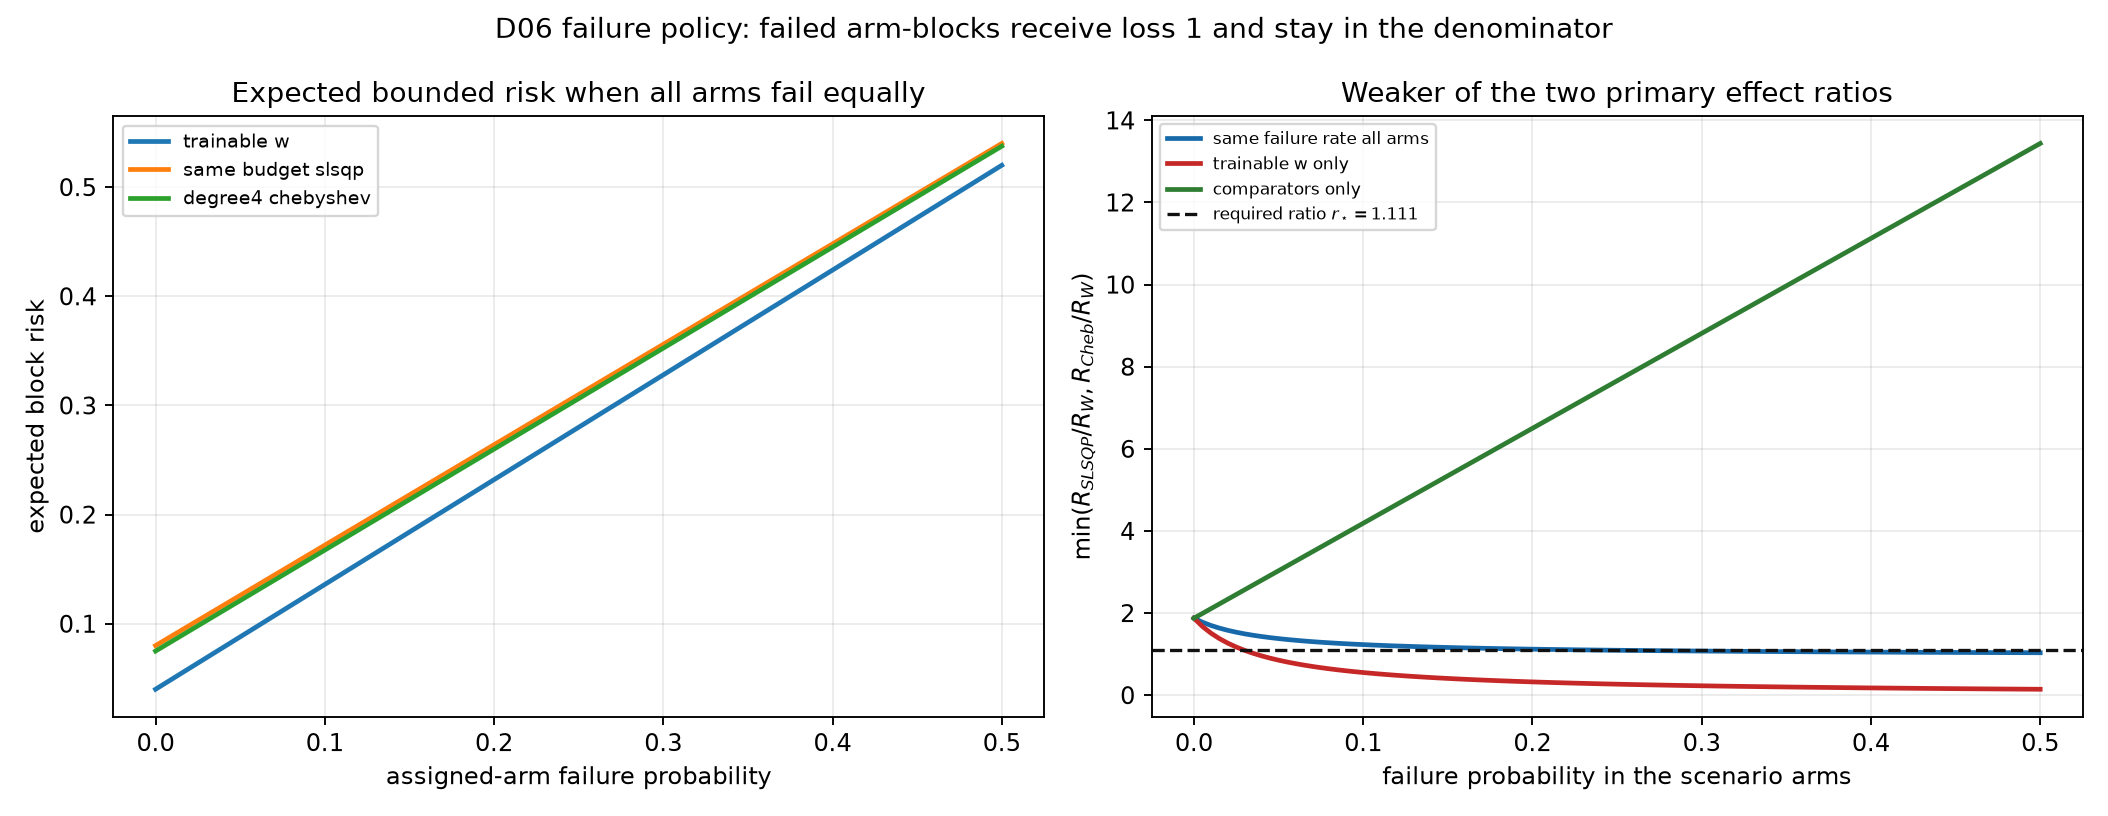 D06 failure policy: failed arm-blocks receive loss 1 and stay in the denominator
Expected bounded risk when all arms fail equally
trainable w
same budget slsqp
degree4 chebyshev
expected block risk
0.5
0.4
0.3
0.2
0.1
0.0 0.1 0.2 0.3 0.4 0.5
assigned-arm failure probability
Weaker of the two primary effect ratios
same failure rate all arms
trainable w only
comparators only
required ratio r⋆ = 1.111
min(R_SLSQP/R_W, R_Cheb/R_W)
14
12
10
8
6
4
2
0
0.0 0.1 0.2 0.3 0.4 0.5
failure probability in the scenario arms